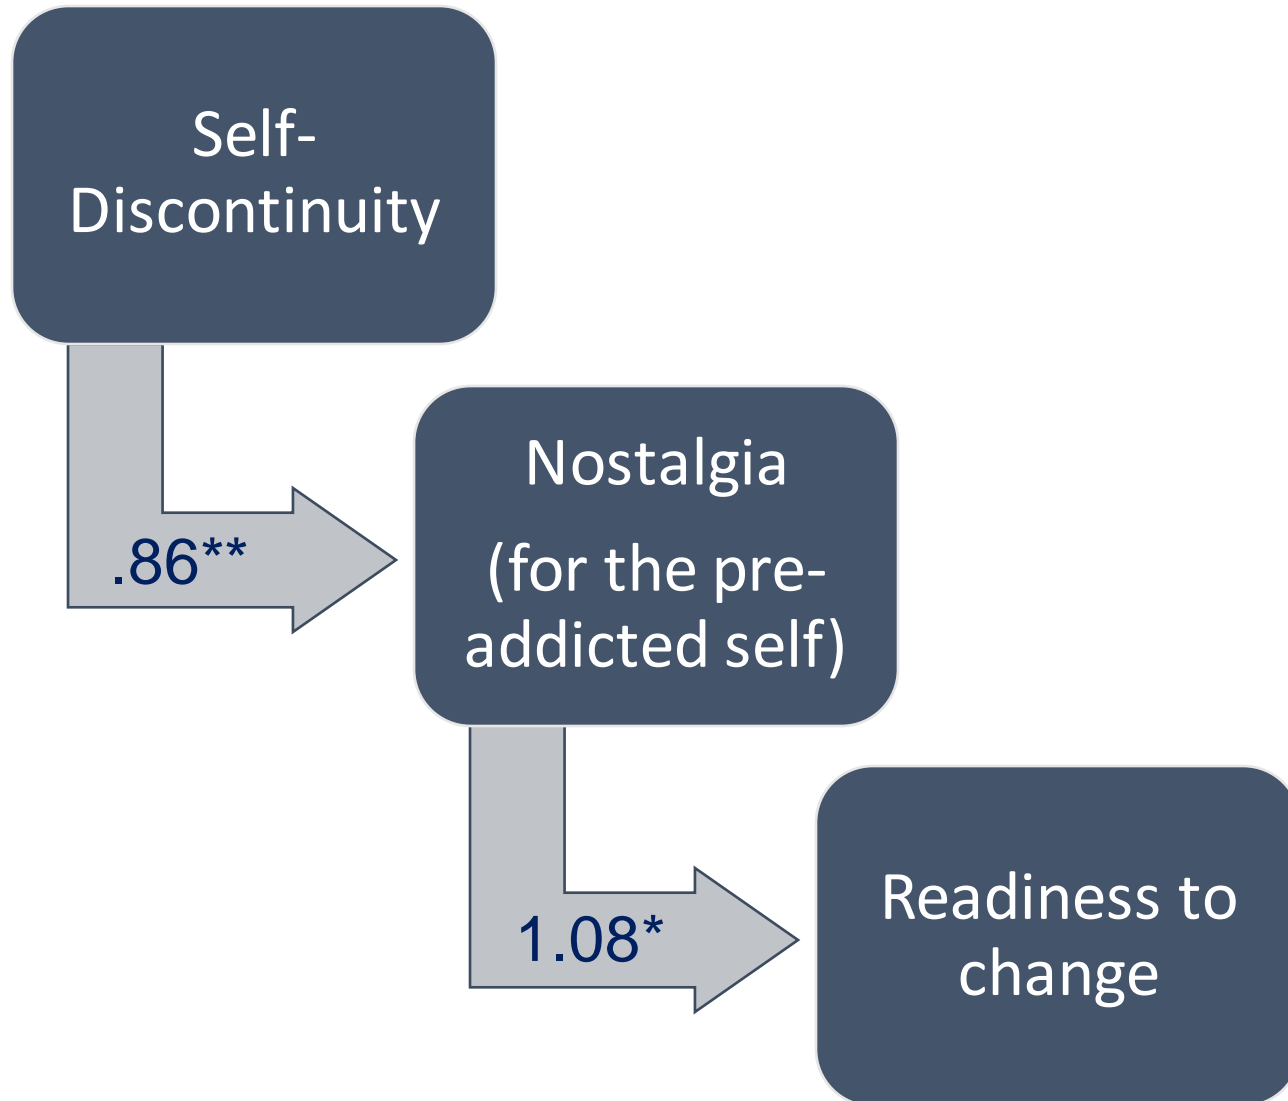 Self-
Discontinuity
.86**
Nostalgia
(for the pre-
addicted self)
1.08*
Readiness to
change